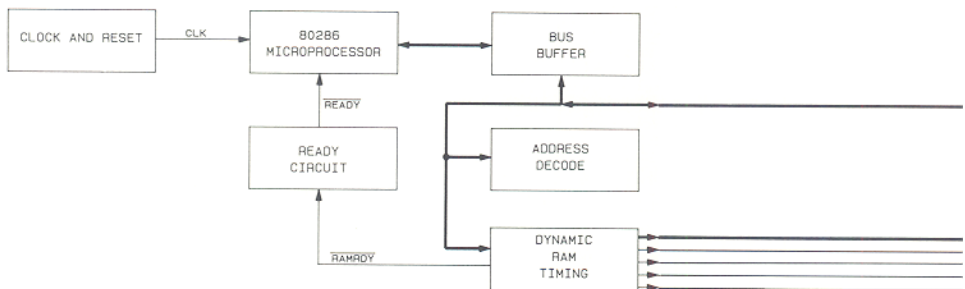 CLOCK AND RESET
CLK
80286
MICROPROCESSOR
BUS
BUFFER
READY
READY
CIRCUIT
ADDRESS
DECODE
RAMRDY
DYNAMIC
RAM
TIMING